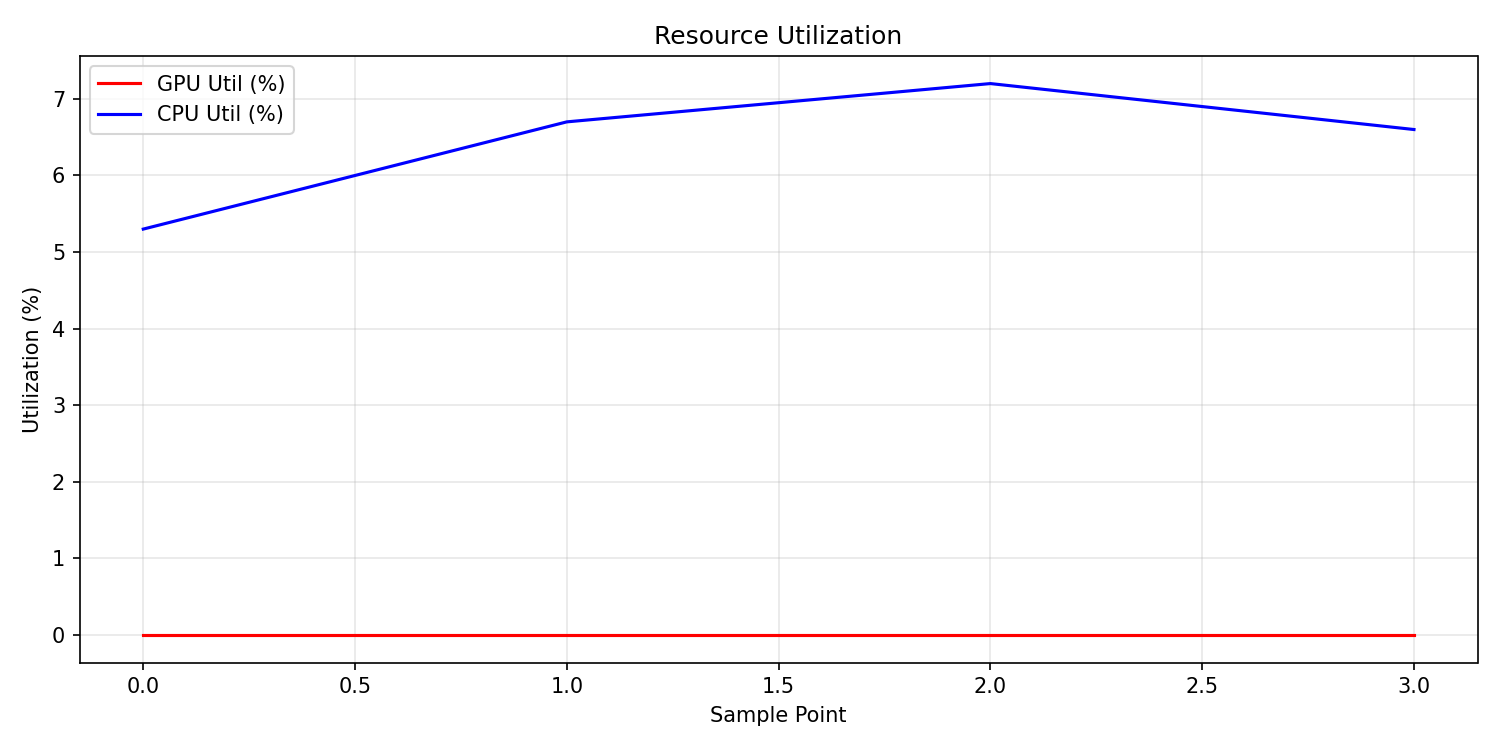 Resource Utilization
GPU Util (%)
CPU Util (%)
Utilization (%)
7
6
5
4
3
2
1
0
0.0 0.5 1.0 1.5 2.0 2.5 3.0
Sample Point